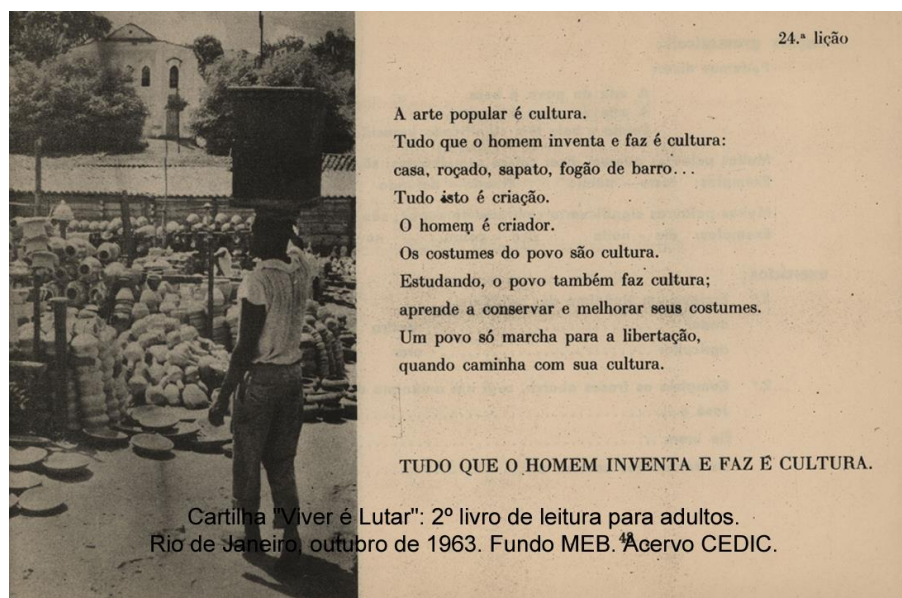 24.ª lição
A arte popular é cultura.
Tudo que o homem inventa e faz é cultura:
casa, roçado, sapato, fogão de barro...
Tudo isto é criação.
O homem é criador.
Os costumes do povo são cultura.
Estudando, o povo também faz cultura;
aprende a conservar e melhorar seus costumes.
Um povo só marcha para a libertação,
quando caminha com sua cultura.
TUDO QUE O HOMEM INVENTA E FAZ É CULTURA.
Cartilha "Viver é Lutar": 2º livro de leitura para adultos.
Rio de Janeiro, outubro de 1963. Fundo MEB. Acervo CEDIC.